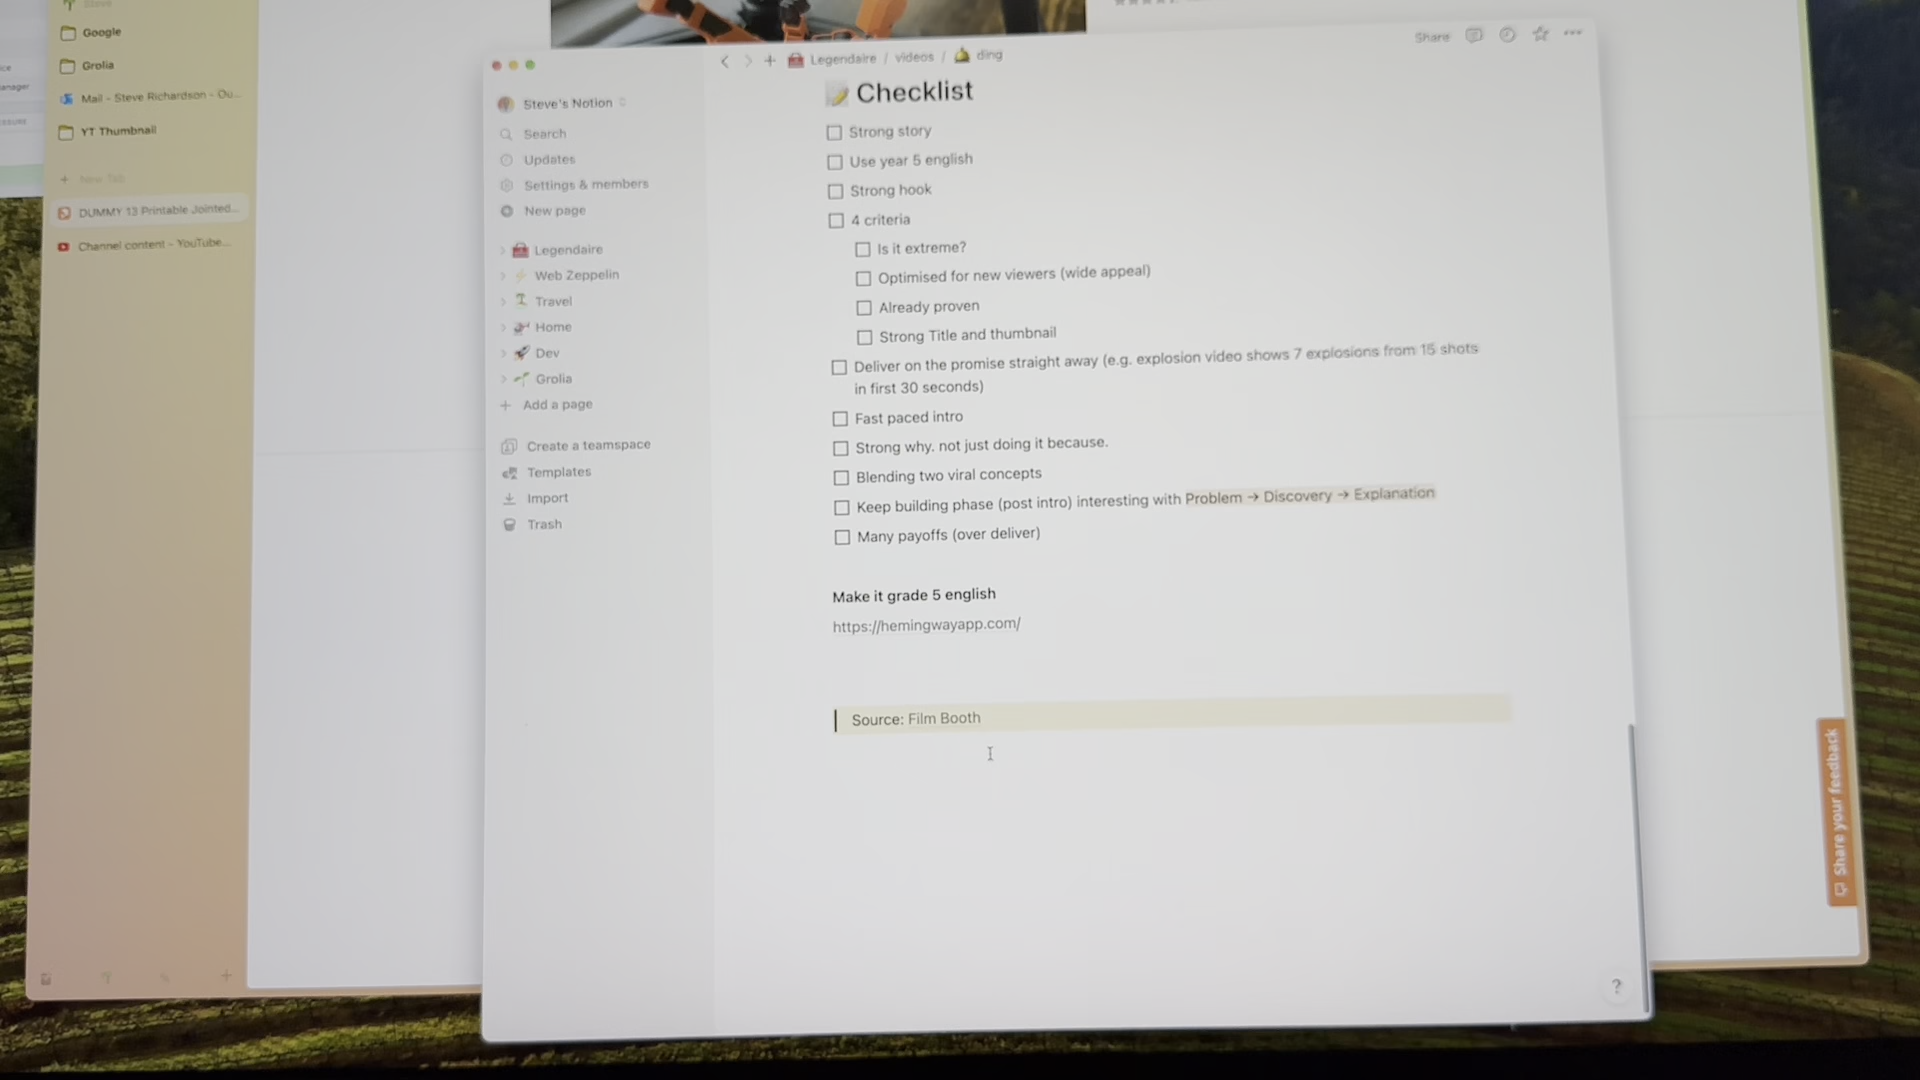 Steve
Google
Grolia
Mail - Steve Richardson - Ou...
YT Thumbnail
+ New Tab
DUMMY 13 Printable Jointed...
Channel content - YouTube...
Share
Legendaire / videos / ding
Steve's Notion
Search
Updates
Settings & members
New page
Legendaire
Web Zeppelin
Travel
Home
Dev
Grolia
+ Add a page
Create a teamspace
Templates
Import
Trash
Checklist
Strong story
Use year 5 english
Strong hook
4 criteria
Is it extreme?
Optimised for new viewers (wide appeal)
Already proven
Strong Title and thumbnail
Deliver on the promise straight away (e.g. explosion video shows 7 explosions from 15 shots
in first 30 seconds)
Fast paced intro
Strong why. not just doing it because.
Blending two viral concepts
Keep building phase (post intro) interesting with Problem → Discovery → Explanation
Many payoffs (over deliver)
Make it grade 5 english
https://hemingwayapp.com/
Source: Film Booth
Share your feedback
?